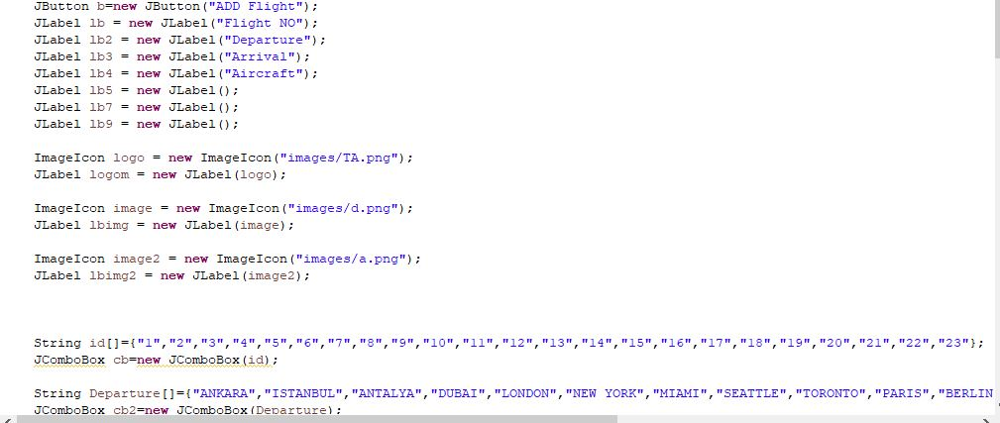 JButton b=new JButton("ADD Flight");
JLabel lb = new JLabel("Flight NO");
JLabel lb2 = new JLabel("Departure");
JLabel lb3 = new JLabel("Arrival");
JLabel lb4 = new JLabel("Aircraft");
JLabel lb5 = new JLabel();
JLabel lb7 = new JLabel();
JLabel lb9 = new JLabel();
ImageIcon logo = new ImageIcon("images/TA.png");
JLabel logom = new JLabel(logo);
ImageIcon image = new ImageIcon("images/d.png");
JLabel lbimg = new JLabel(image);
ImageIcon image2 = new ImageIcon("images/a.png");
JLabel lbimg2 = new JLabel(image2);
String id[]={"1","2","3","4","5","6","7","8","9","10","11","12","13","14","15","16","17","18","19","20","21","22","23"};
JComboBox cb=new JComboBox(id);
String Departure[]={"ANKARA","ISTANBUL","ANTALYA","DUBAI","LONDON","NEW YORK","MIAMI","SEATTLE","TORONTO","PARIS","BERLIN
JComboBox cb2=new JComboBox(Departure);